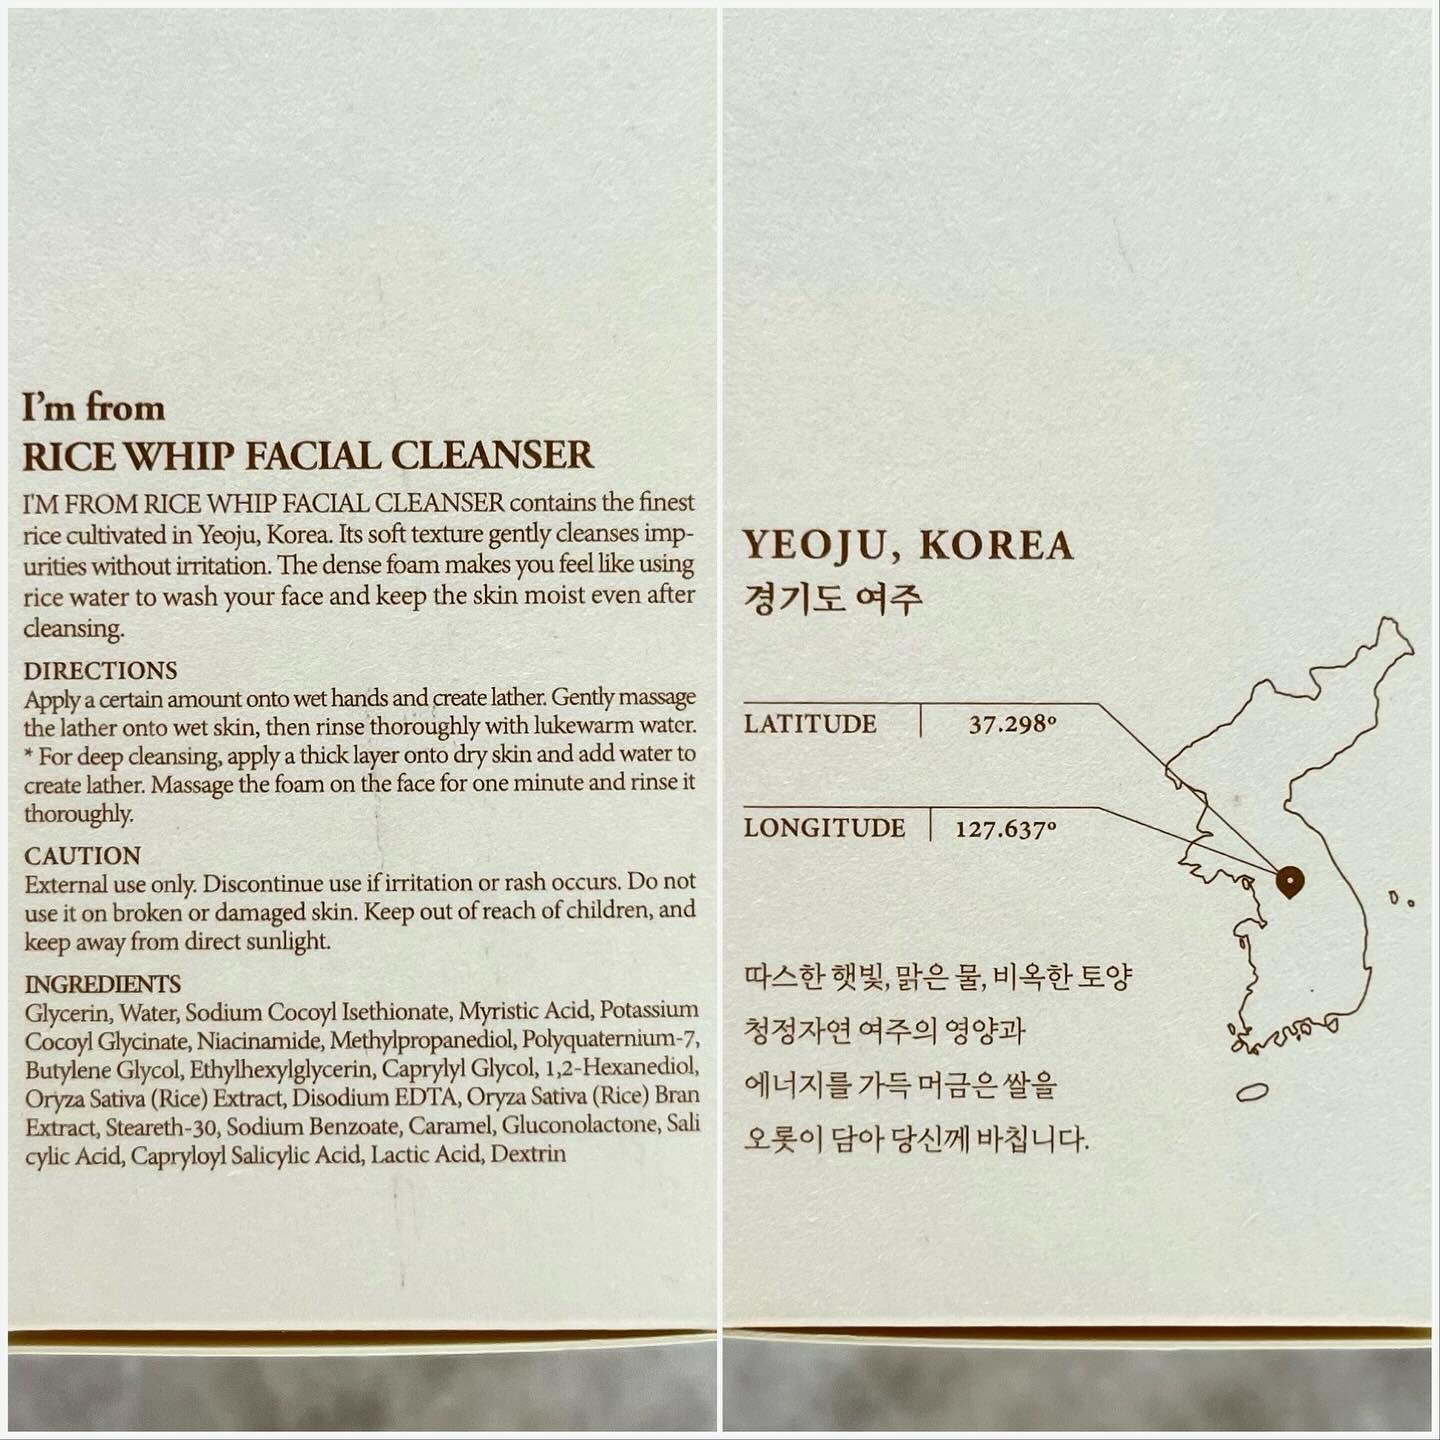 I'm from
RICE WHIP FACIAL CLEANSER
I'M FROM RICE WHIP FACIAL CLEANSER contains the finest
rice cultivated in Yeoju, Korea. Its soft texture gently cleanses imp-
urities without irritation. The dense foam makes you feel like using
rice water to wash your face and keep the skin moist even after
cleansing.
DIRECTIONS
Apply a certain amount onto wet hands and create lather. Gently massage
the lather onto wet skin, then rinse thoroughly with lukewarm water.
* For deep cleansing, apply a thick layer onto dry skin and add water to
create lather. Massage the foam on the face for one minute and rinse it
thoroughly.
CAUTION
External use only. Discontinue use if irritation or rash occurs. Do not
use it on broken or damaged skin. Keep out of reach of children, and
keep away from direct sunlight.
INGREDIENTS
Glycerin, Water, Sodium Cocoyl Isethionate, Myristic Acid, Potassium
Cocoyl Glycinate, Niacinamide, Methylpropanediol, Polyquaternium-7,
Butylene Glycol, Ethylhexylglycerin, Caprylyl Glycol, 1,2-Hexanediol,
Oryza Sativa (Rice) Extract, Disodium EDTA, Oryza Sativa (Rice) Bran
Extract, Steareth-30, Sodium Benzoate, Caramel, Gluconolactone, Sali
cylic Acid, Capryloyl Salicylic Acid, Lactic Acid, Dextrin
YEOJU, KOREA
경기도 여주
LATITUDE 37.298º
LONGITUDE 127.637º
따스한 햇빛, 맑은 물, 비옥한 토양
청정자연 여주의 영양과
에너지를 가득 머금은 쌀을
오롯이 담아 당신께 바칩니다.